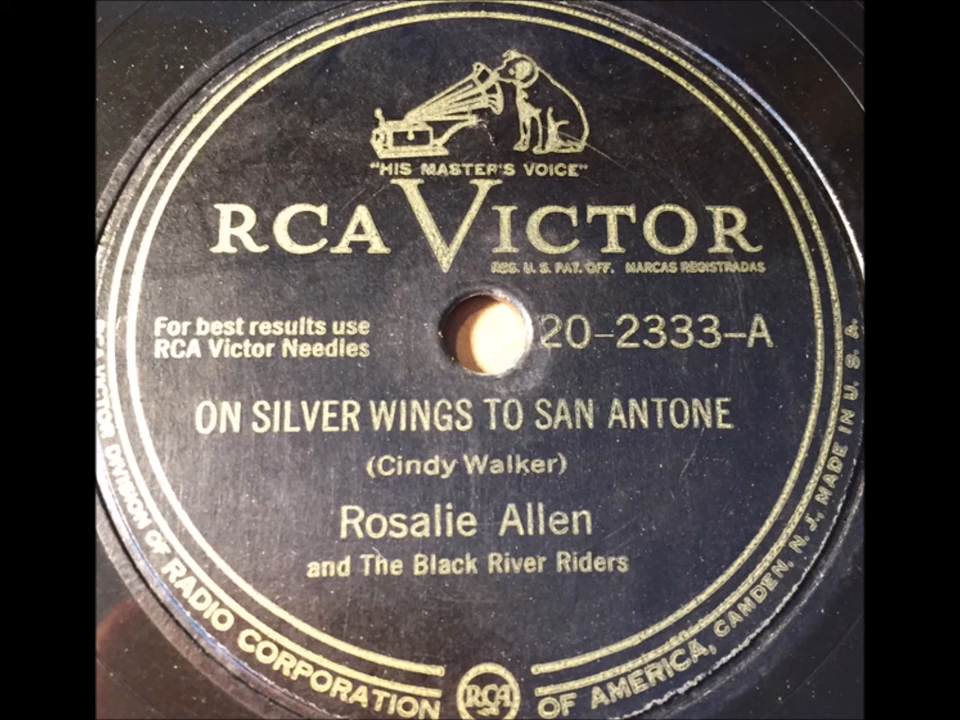 "HIS MASTER'S VOICE"
RCA VICTOR
REG. U. S. PAT. OFF. MARCAS REGISTRADAS
For best results use
RCA Victor Needles
20-2333-A
ON SILVER WINGS TO SAN ANTONE
(Cindy Walker)
Rosalie Allen
and The Black River Riders
RCA VICTOR DIVISION OF RADIO CORPORATION OF AMERICA, CAMDEN, N. J., MADE IN U. S. A.
RCA